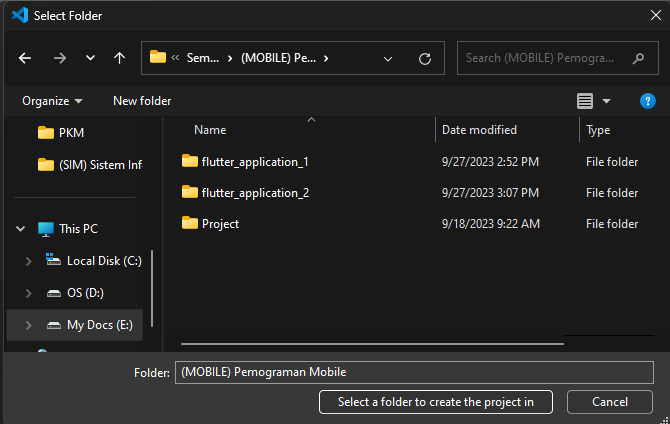 Select Folder
Sem... (MOBILE) Pe...
Search (MOBILE) Pemogra...
Organize New folder
PKM
(SIM) Sistem Inf
This PC
Local Disk (C:)
OS (D:)
My Docs (E:)
Name Date modified Type
flutter_application_1 9/27/2023 2:52 PM File folder
flutter_application_2 9/27/2023 3:07 PM File folder
Project 9/18/2023 9:22 AM File folder
Folder: (MOBILE) Pemograman Mobile
Select a folder to create the project in Cancel